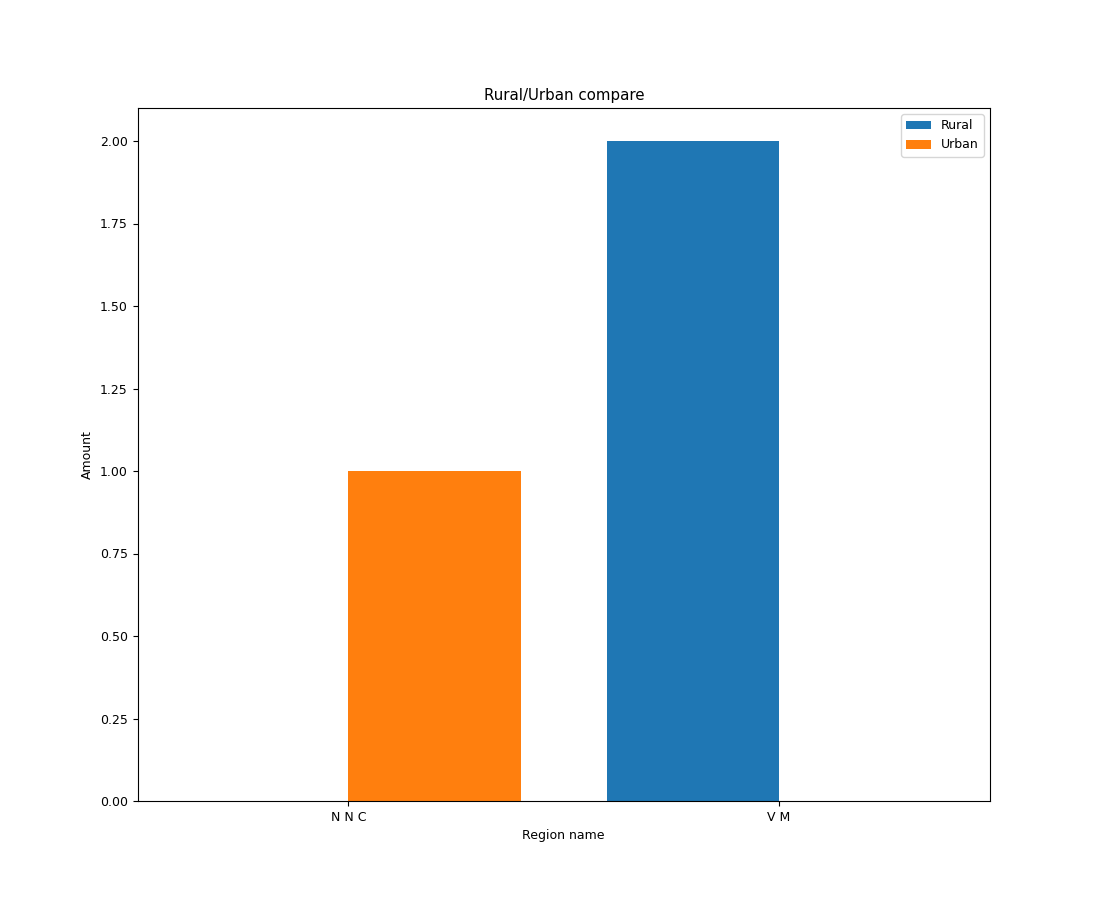 Rural/Urban compare
Rural
Urban
2.00
1.75
1.50
1.25
1.00
0.75
0.50
0.25
0.00
Amount
N N C
V M
Region name